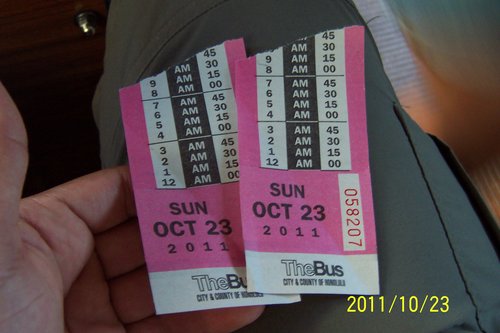 45
9 AM 30
8 AM 15
7 AM 00
6 AM 45
5 AM 30
4 AM 15
AM 00
3 AM 45
2 AM 30
1 AM 15
12 AM 00
SUN
OCT 23
2011
TheBus
CITY & COUNTY OF HONOLULU
45
9 AM 30
8 AM 15
7 AM 00
6 AM 45
5 AM 30
4 AM 15
AM 00
3 AM 45
2 AM 30
1 AM 15
12 AM 00
SUN
OCT 23
2011
058207
TheBus
CITY & COUNTY OF HONOLULU
2011/10/23